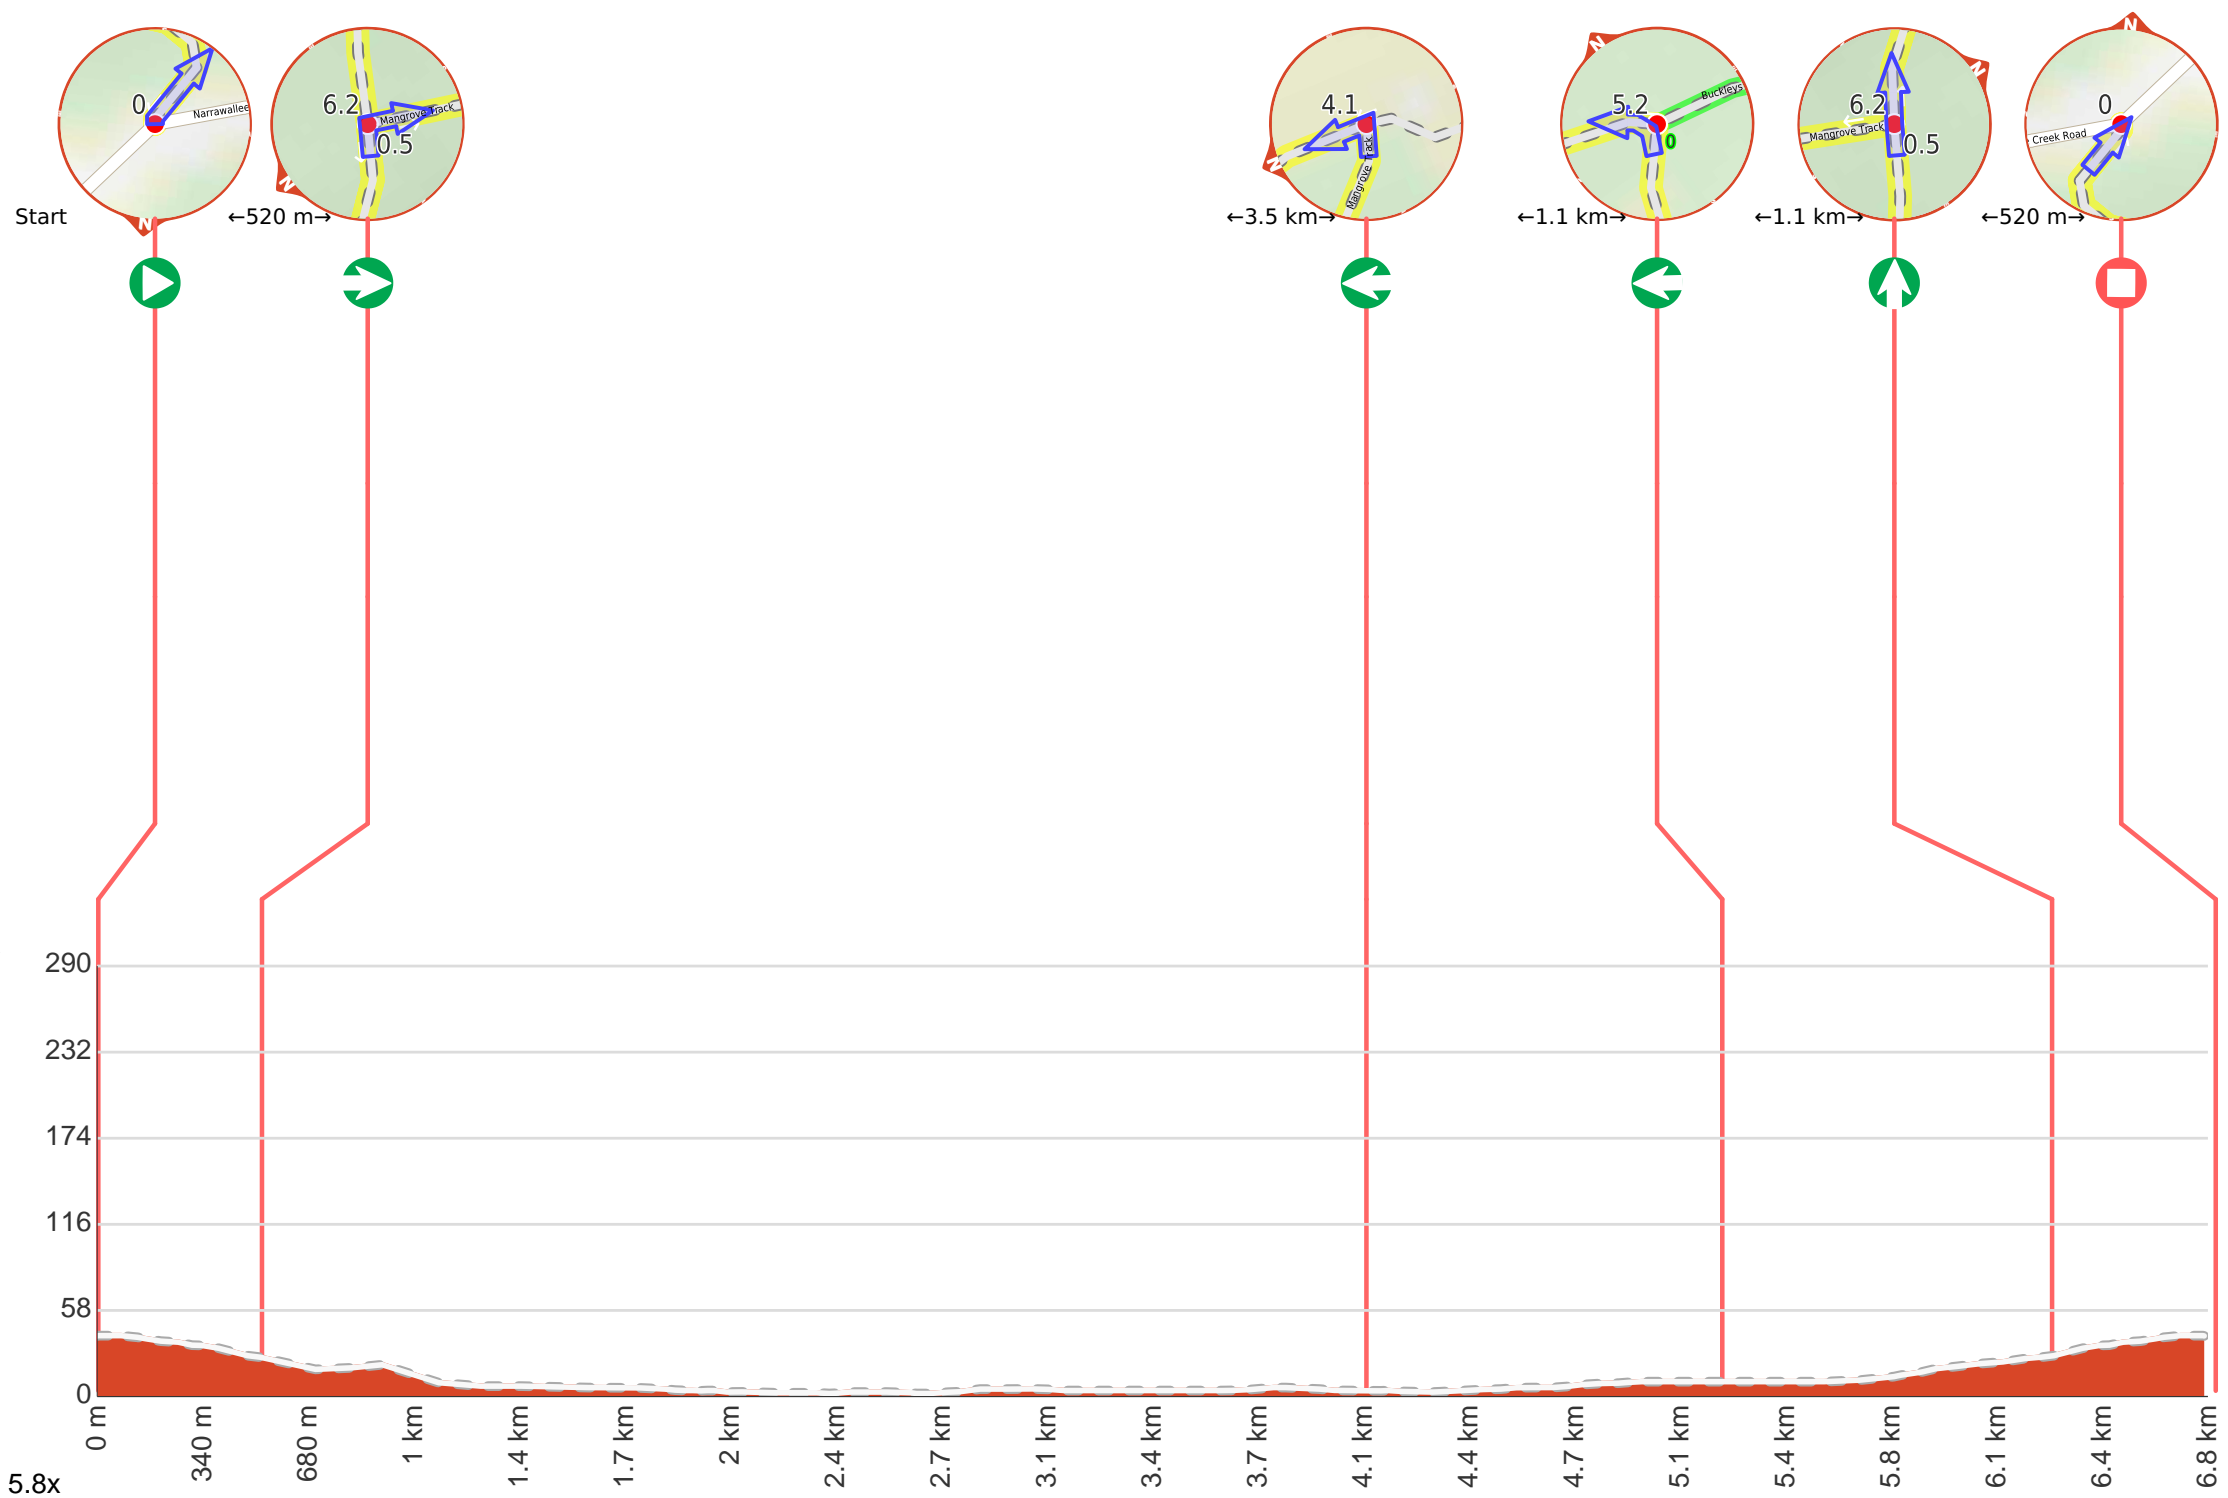 0
Narrawallee
N
Start
6.2
Mangrove Track
0.5
N
←520 m→
4.1
Mangrove Track
N
←3.5 km→
5.2
Buckleys
0
N
←1.1 km→
6.2
Mangrove Track
0.5
N
←1.1 km→
0
Creek Road
N
←520 m→
290
232
174
116
58
0
0 m
340 m
680 m
1 km
1.4 km
1.7 km
2 km
2.4 km
2.7 km
3.1 km
3.4 km
3.7 km
4.1 km
4.4 km
4.7 km
5.1 km
5.4 km
5.8 km
6.1 km
6.4 km
6.8 km
5.8x